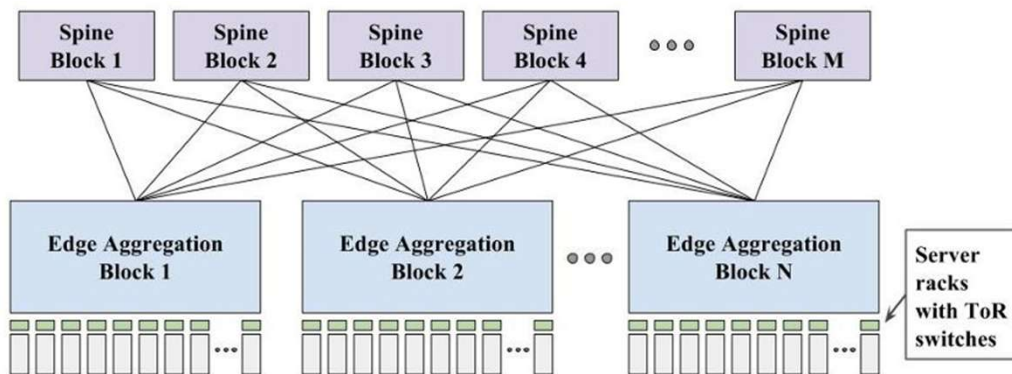 Spine
Block 1
Spine
Block 2
Spine
Block 3
Spine
Block 4
Spine
Block M
Edge Aggregation
Block 1
Edge Aggregation
Block 2
Edge Aggregation
Block N
Server
racks
with ToR
switches